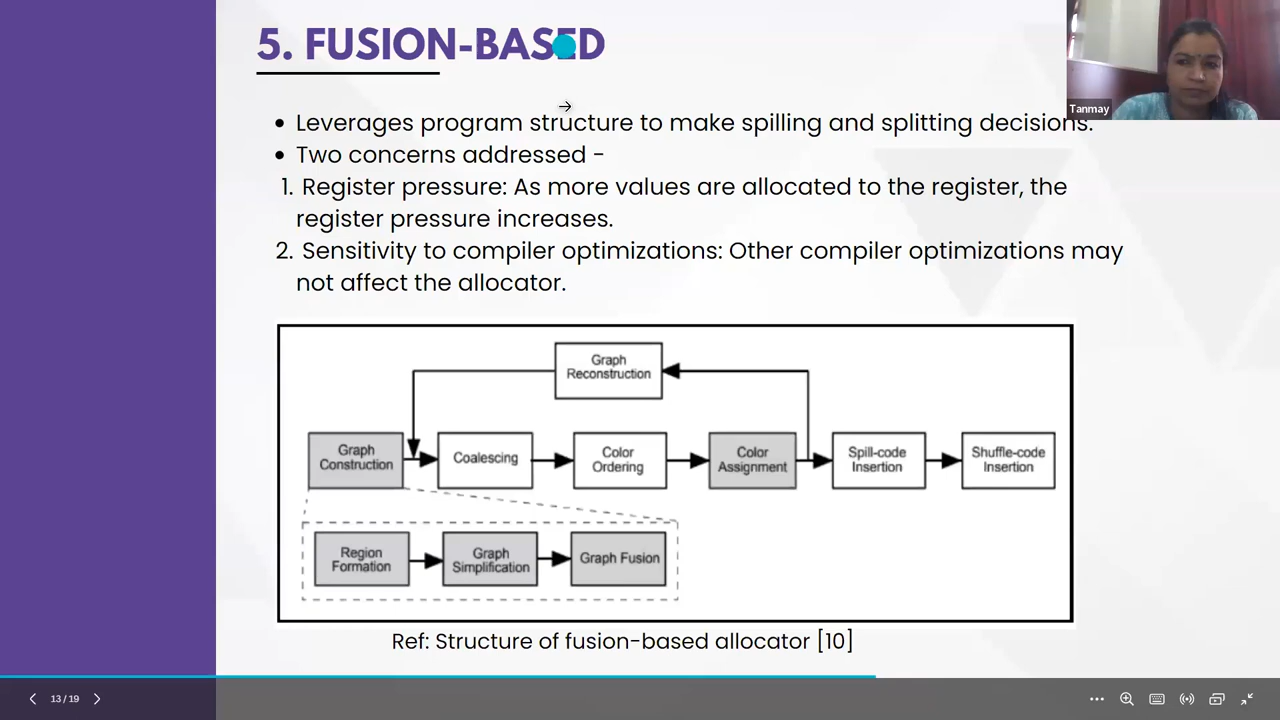 5. FUSION-BASED
Tanmay
• Leverages program structure to make spilling and splitting decisions.
• Two concerns addressed -
1. Register pressure: As more values are allocated to the register, the
register pressure increases.
2. Sensitivity to compiler optimizations: Other compiler optimizations may
not affect the allocator.
Graph
Reconstruction
Graph
Construction
Coalescing
Color
Ordering
Color
Assignment
Spill-code
Insertion
Shuffle-code
Insertion
Region
Formation
Graph
Simplification
Graph Fusion
Ref: Structure of fusion-based allocator [10]
13 / 19